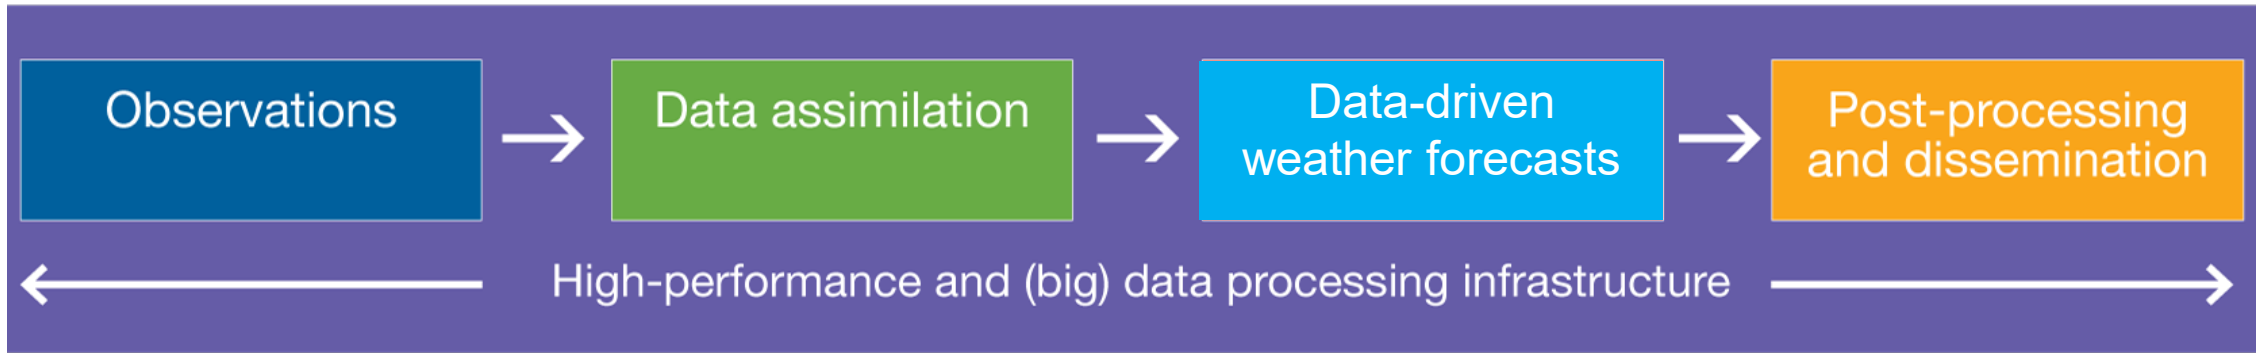 Observations
Data assimilation
Data-driven
weather forecasts
Post-processing
and dissemination
High-performance and (big) data processing infrastructure